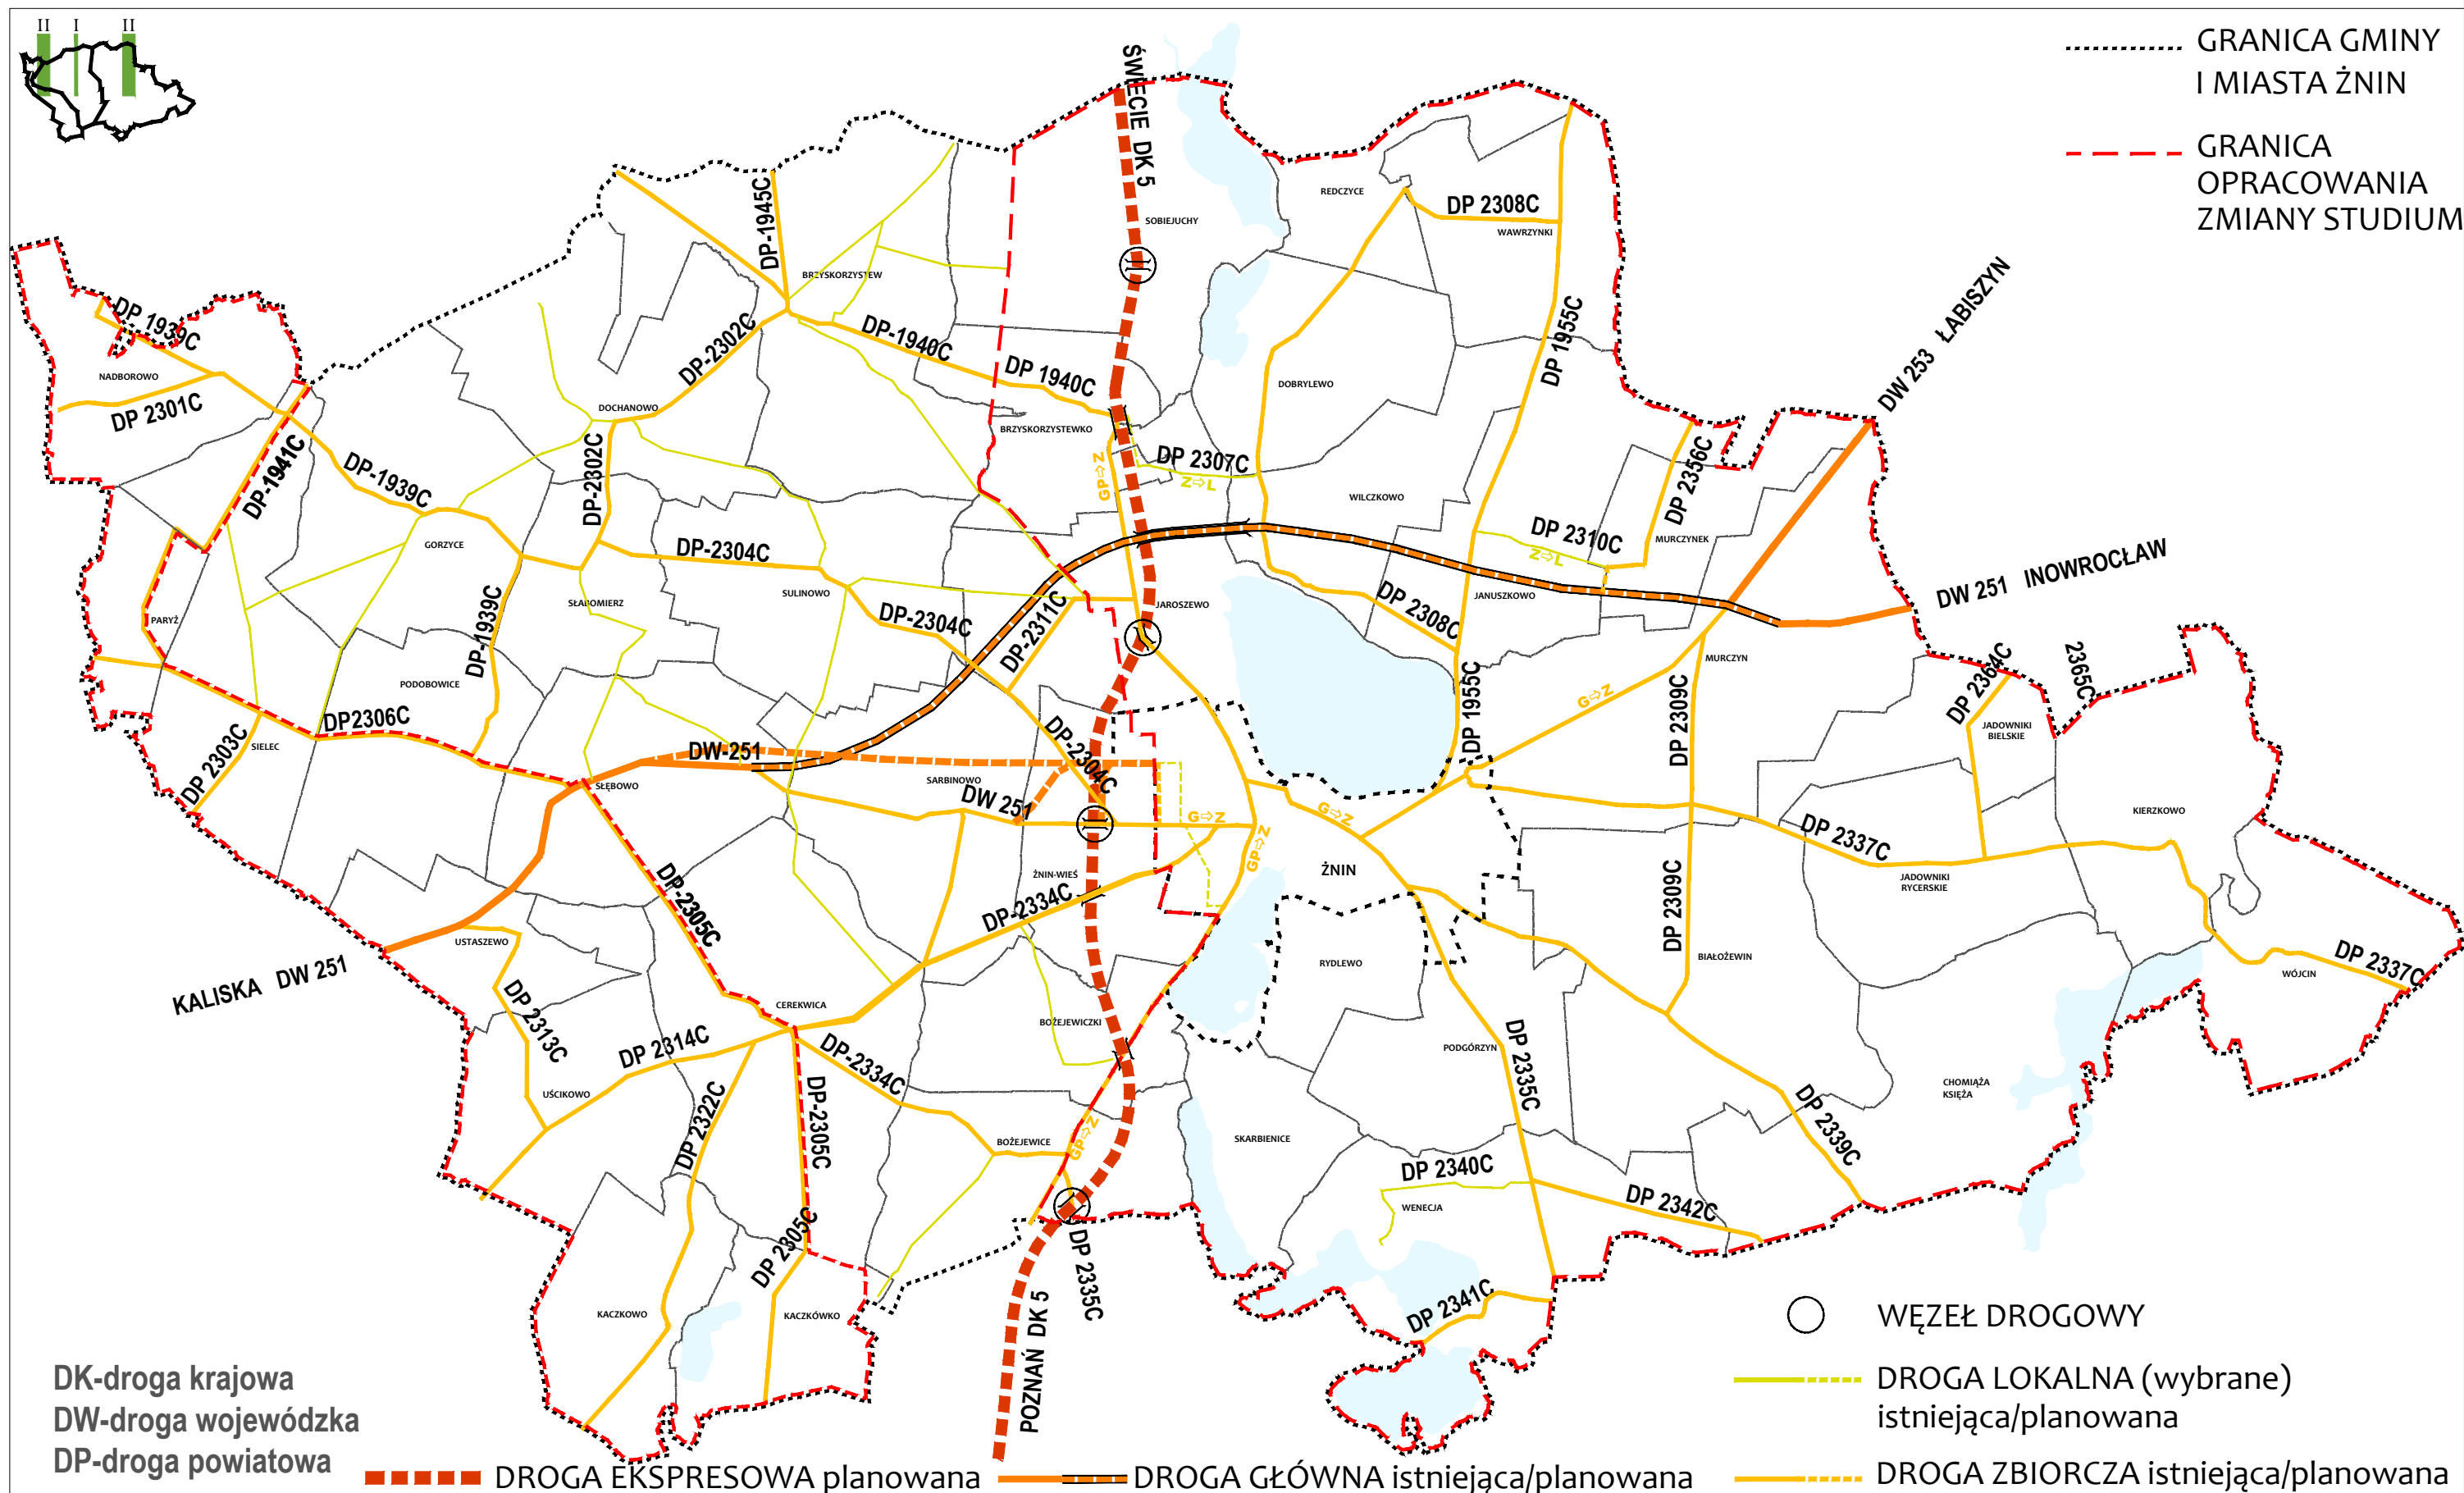 II I II
GRANICA GMINY
I MIASTA ŻNIN
GRANICA
OPRACOWANIA
ZMIANY STUDIUM
ŚWIECIE DK 5
SOBIEJUCHY
REDCZYCE
DP 2308C
WAWRZYNKI
DP-1945C
BRZYSKORZYSTEW
DW 253 ŁABISZYN
DP 1939C
NADBOROWO
DP 2301C
DP-2302C
DP-1940C
DP 1940C
DP 1955C
DOBRYLEWO
DOCHANOWO
BRZYSKORZYSTEWKO
DP-1941C
DP-1939C
DP-2302C
GP⇨Z
DP 2307C
Z⇨L
WILCZKOWO
DP 2356C
DP 2310C
Z⇨L
MURCZYNEK
GORZYCE
DP-2304C
DW 251 INOWROCŁAW
SŁABOMIERZ
SULINOWO
JAROSZEWO
DP 2308C
JANUSZKOWO
PARYŻ
DP-1939C
DP-2304C
DP-2311C
MURCZYN
DP 2364C
2365C
PODOBOWICE
DP 1955C
G⇨Z
DP 2309C
DP2306C
SIELEC
DP 2303C
JADOWNIKI
BIELSKIE
DW-251
DP-2304C
SŁĘBOWO
SARBINOWO
DW 251
G⇨Z
G⇨Z
GP⇨Z
KIERZKOWO
DP 2337C
ŻNIN
ŻNIN-WIEŚ
JADOWNIKI
RYCERSKIE
DP-2305C
DP-2334C
DP 2309C
USTASZEWO
KALISKA DW 251
RYDLEWO
BIAŁOŻEWIN
DP 2337C
WÓJCIN
DP 2313C
CEREKWICA
BOŻEJEWICZKI
DP 2314C
DP-2334C
PODGÓRZYN
DP 2335C
CHOMIĄŻA
KSIĘŻA
UŚCIKOWO
DP 2322C
DP-2305C
BOŻEJEWICE
GP⇨Z
SKARBIENICE
DP 2339C
DP 2340C
WENECJA
DP 2342C
DP 2305C
DP 2335C
DP 2341C
KACZKOWO
KACZKÓWKO
POZNAŃ DK 5
WĘZEŁ DROGOWY
DROGA LOKALNA (wybrane)
istniejąca/planowana
DK-droga krajowa
DW-droga wojewódzka
DP-droga powiatowa
DROGA EKSPRESOWA planowana
DROGA GŁÓWNA istniejąca/planowana
DROGA ZBIORCZA istniejąca/planowana